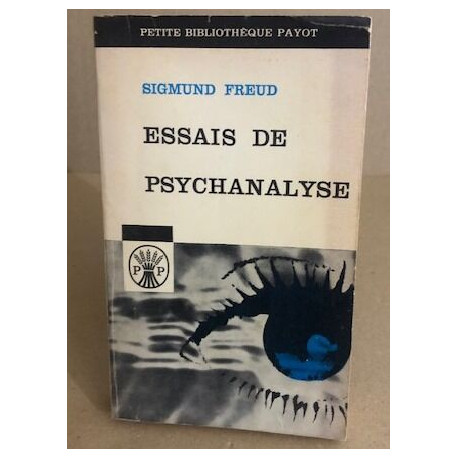 PETITE BIBLIOTHÈQUE PAYOT
SIGMUND FREUD
ESSAIS DE
PSYCHANALYSE
P P